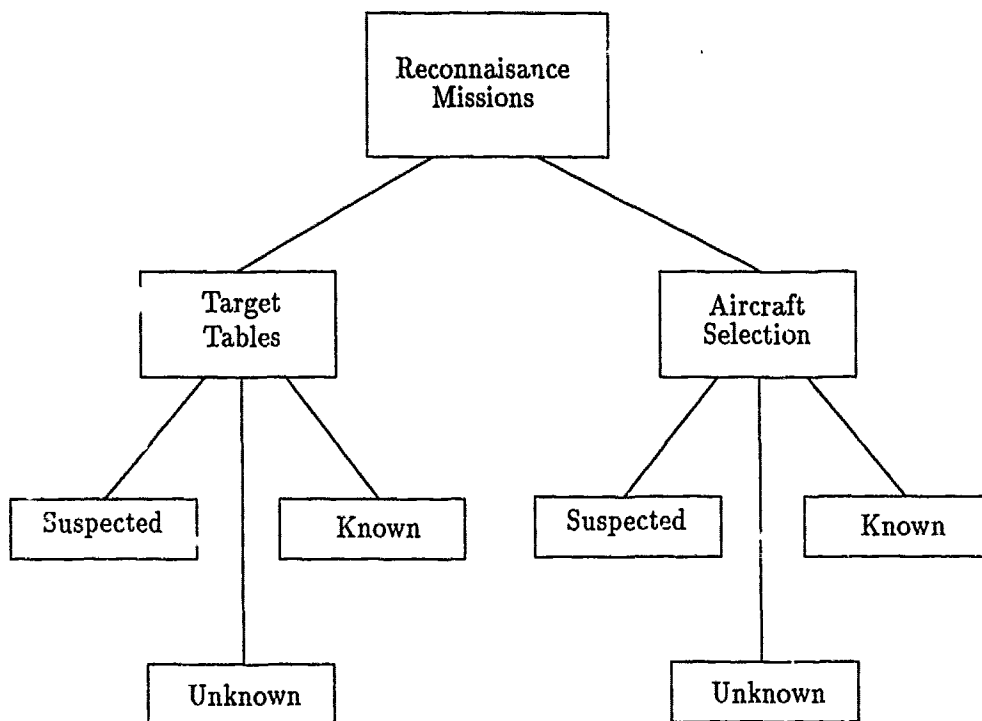 Reconnaisance
Missions
Target
Tables
Aircraft
Selection
Suspected
Known
Suspected
Known
Unknown
Unknown